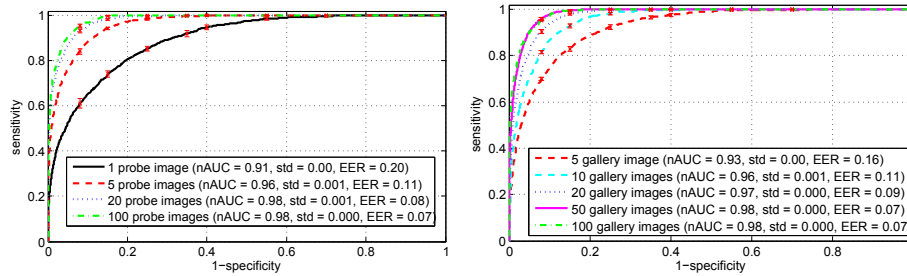 1
0.8
0.6
0.4
0.2
0
sensitivity
1 probe image (nAUC = 0.91, std = 0.00, EER = 0.20)
5 probe images (nAUC = 0.96, std = 0.001, EER = 0.11)
20 probe images (nAUC = 0.98, std = 0.001, EER = 0.08)
100 probe images (nAUC = 0.98, std = 0.000, EER = 0.07)
0 0.2 0.4 0.6 0.8 1
1−specificity
1
0.8
0.6
0.4
0.2
0
sensitivity
5 gallery image (nAUC = 0.93, std = 0.00, EER = 0.16)
10 gallery images (nAUC = 0.96, std = 0.001, EER = 0.11)
20 gallery images (nAUC = 0.97, std = 0.000, EER = 0.09)
50 gallery images (nAUC = 0.98, std = 0.000, EER = 0.07)
100 gallery images (nAUC = 0.98, std = 0.000, EER = 0.07)
0 0.2 0.4 0.6 0.8 1
1−specificity